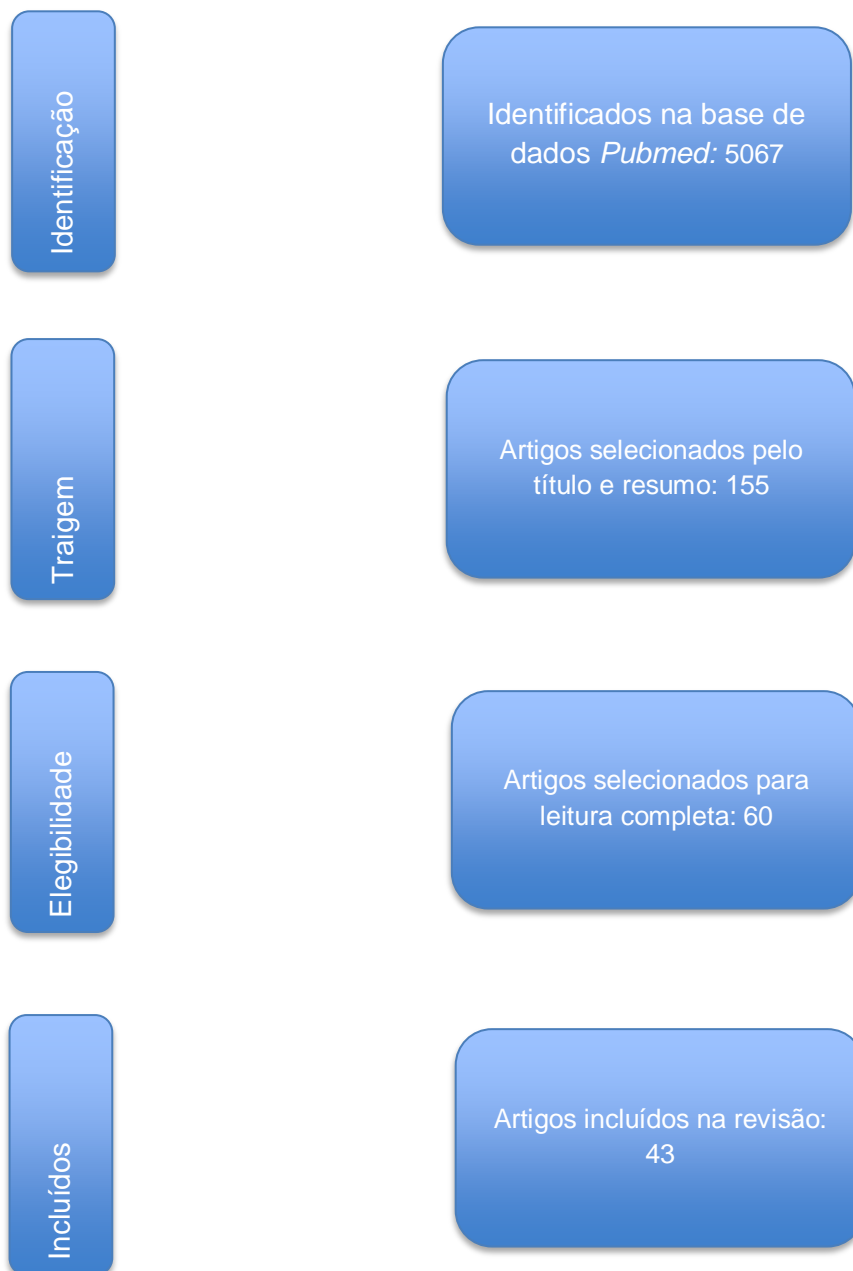 Identificação
Identificados na base de
dados Pubmed: 5067
Traigem
Artigos selecionados pelo
título e resumo: 155
Elegibilidade
Artigos selecionados para
leitura completa: 60
Incluídos
Artigos incluídos na revisão:
43